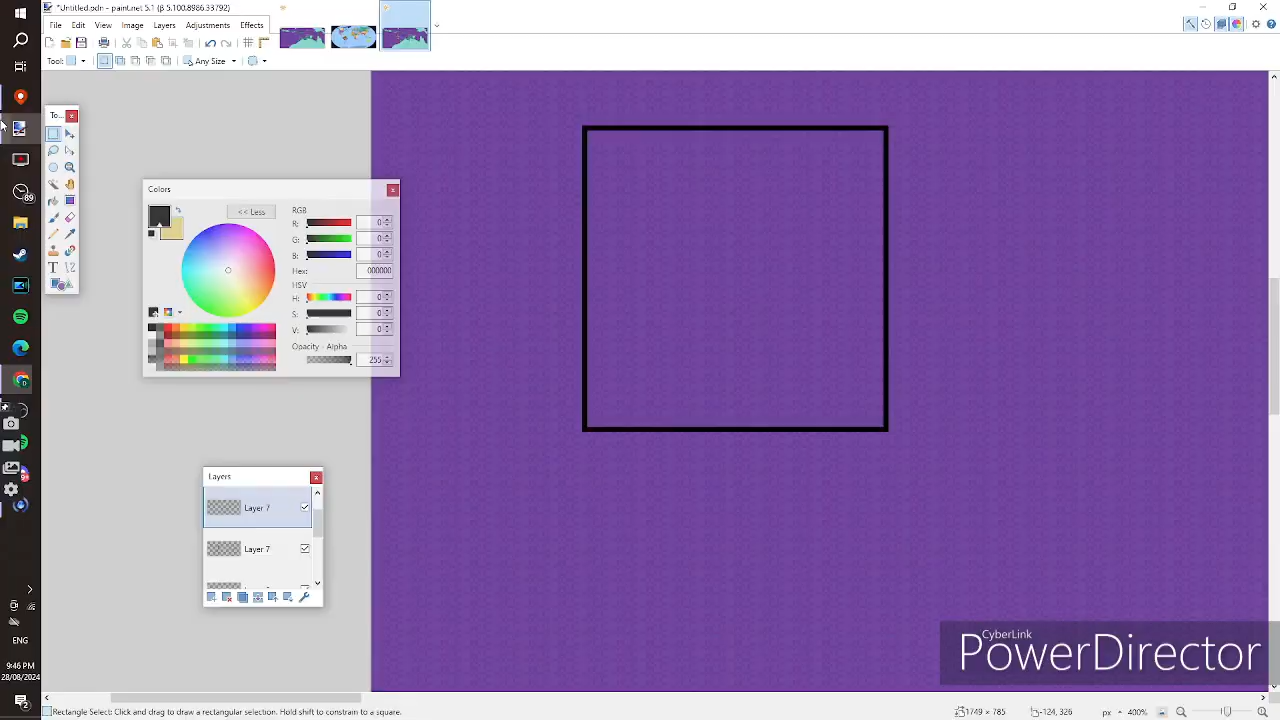 *Untitled.pdn - paint.net 5.1 (β 5.100.8986.33792)
File Edit View Image Layers Adjustments Effects
Tool: Any Size
To...
Colors
<< Less
RGB
R: 0
G: 0
B: 0
Hex: 000000
HSV
H: 0
S: 0
V: 0
Opacity - Alpha
255
Layers
Layer 7
Layer 7
89
ENG
9:46 PM
28/08/2024
CyberLink
PowerDirector
Rectangle Select: Click and drag to draw a rectangular selection. Hold shift to constrain to a square.
1749 × 785
-124, 326
px
400%